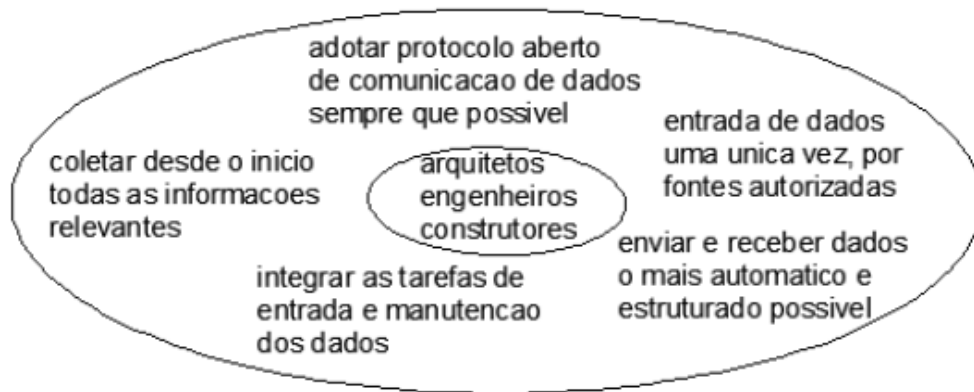 adotar protocolo aberto
de comunicacao de dados
sempre que possivel
entrada de dados
uma unica vez, por
fontes autorizadas
coletar desde o inicio
todas as informacoes
relevantes
arquitetos
engenheiros
construtores
enviar e receber dados
o mais automatico e
estruturado possivel
integrar as tarefas de
entrada e manutencao
dos dados